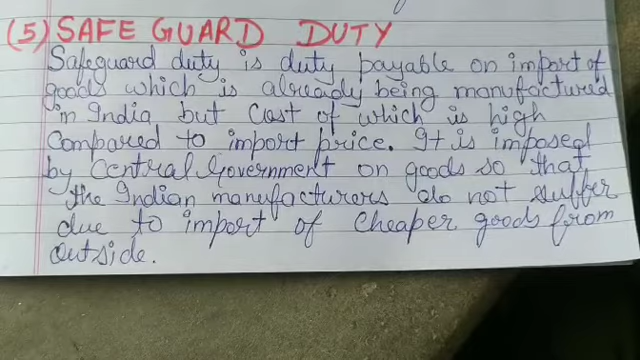 (5) SAFE GUARD DUTY
Safeguard duty is duty payable on import of
goods which is already being manufactured
in India but Cost of which is high
Compared to import price. It is imposed
by Central Government on goods so that
the Indian manufacturers do not suffer
due to import of Cheaper goods from
outside.